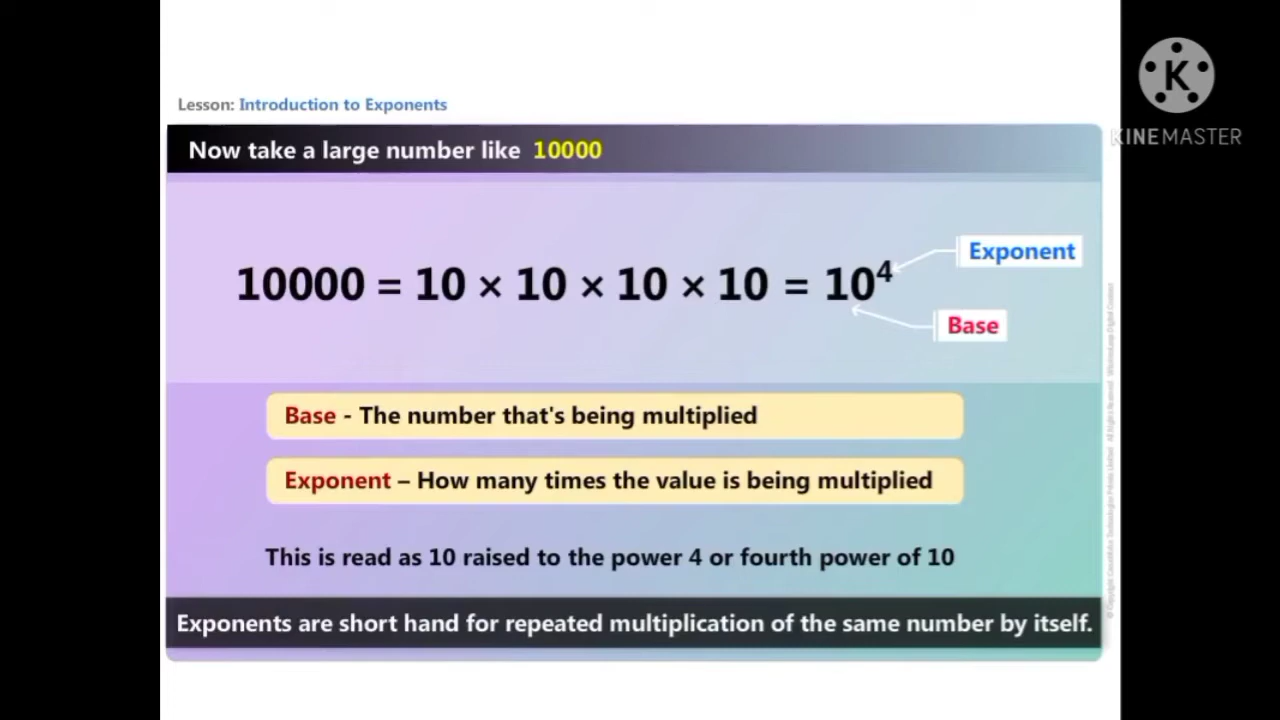 K
KINEMASTER
Lesson: Introduction to Exponents
Now take a large number like 10000
10000 = 10 × 10 × 10 × 10 = 10⁴
Exponent
Base
Base - The number that's being multiplied
Exponent – How many times the value is being multiplied
This is read as 10 raised to the power 4 or fourth power of 10
Exponents are short hand for repeated multiplication of the same number by itself.